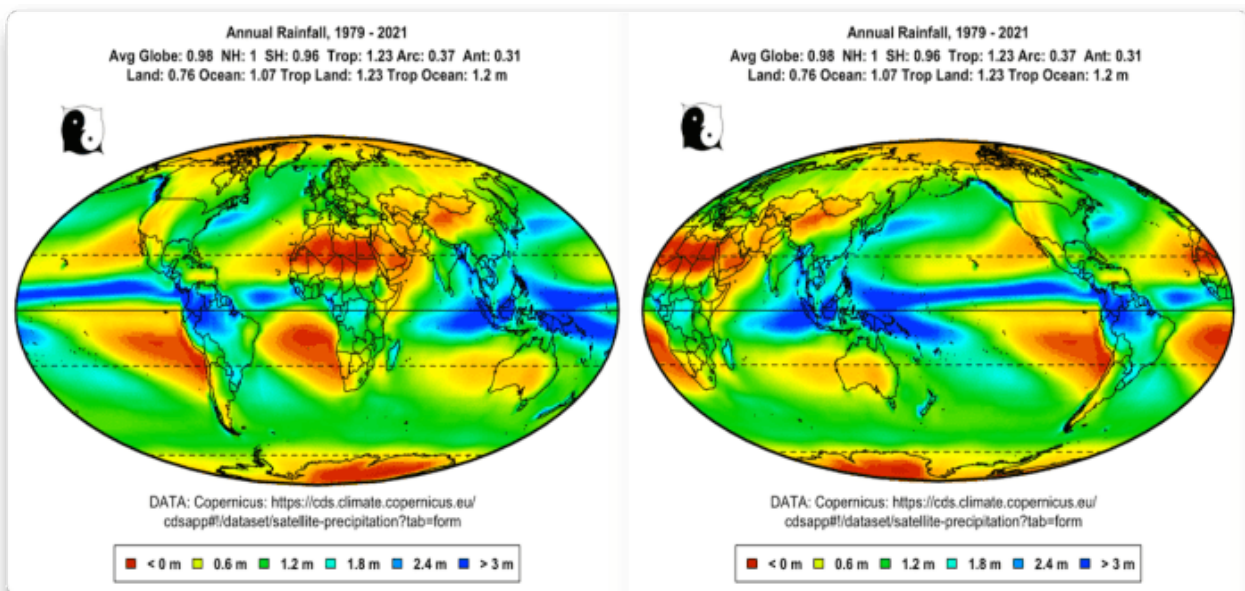 Annual Rainfall, 1979 - 2021
Avg Globe: 0.98 NH: 1 SH: 0.96 Trop: 1.23 Arc: 0.37 Ant: 0.31
Land: 0.76 Ocean: 1.07 Trop Land: 1.23 Trop Ocean: 1.2 m
DATA: Copernicus: https://cds.climate.copernicus.eu/
cdsapp#!/dataset/satellite-precipitation?tab=form
< 0 m 0.6 m 1.2 m 1.8 m 2.4 m > 3 m
Annual Rainfall, 1979 - 2021
Avg Globe: 0.98 NH: 1 SH: 0.96 Trop: 1.23 Arc: 0.37 Ant: 0.31
Land: 0.76 Ocean: 1.07 Trop Land: 1.23 Trop Ocean: 1.2 m
DATA: Copernicus: https://cds.climate.copernicus.eu/
cdsapp#!/dataset/satellite-precipitation?tab=form
< 0 m 0.6 m 1.2 m 1.8 m 2.4 m > 3 m